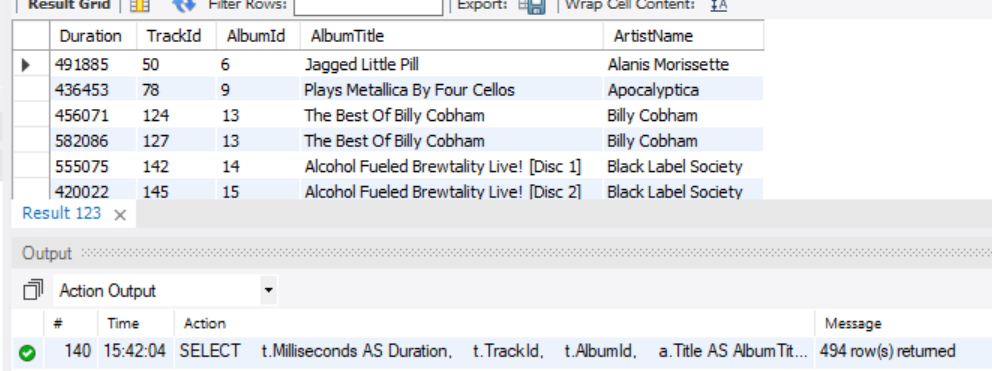 Result Grid Filter Rows: Export: Wrap Cell Content: IA
Duration TrackId AlbumId AlbumTitle ArtistName
491885 50 6 Jagged Little Pill Alanis Morissette
436453 78 9 Plays Metallica By Four Cellos Apocalyptica
456071 124 13 The Best Of Billy Cobham Billy Cobham
582086 127 13 The Best Of Billy Cobham Billy Cobham
555075 142 14 Alcohol Fueled Brewtality Live! [Disc 1] Black Label Society
420022 145 15 Alcohol Fueled Brewtality Live! [Disc 2] Black Label Society
Result 123 ×
Output
Action Output
# Time Action Message
140 15:42:04 SELECT t.Milliseconds AS Duration, t.TrackId, t.AlbumId, a.Title AS AlbumTit... 494 row(s) returned